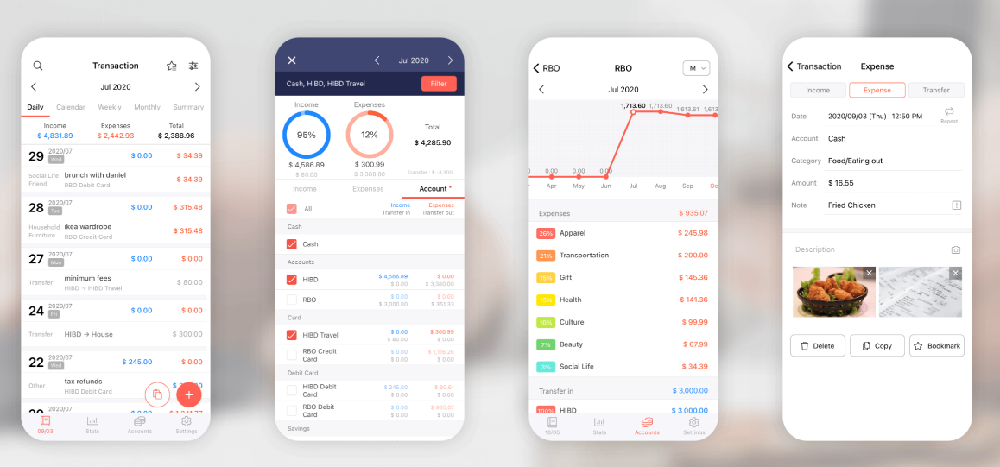 Transaction
Jul 2020
Daily Calendar Weekly Monthly Summary
Income Expenses Total
$ 4,831.89 $ 2,442.93 $ 2,388.96
29 2020/07 Wed $ 0.00 $ 34.39
Social Life Friend brunch with daniel $ 34.39
RBO Debit Card
28 2020/07 Tue $ 0.00 $ 315.48
Household Furniture ikea wardrobe $ 315.48
RBO Credit Card
27 2020/07 Mon $ 0.00 $ 0.00
Transfer minimum fees $ 80.00
HIBD → HIBD Travel
24 2020/07 Fri $ 0.00 $ 0.00
Transfer HIBD → House $ 300.00
22 2020/07 Wed $ 245.00 $ 0.00
Other tax refunds
HIBD Debit Card
2020/07
09/03 Stats Accounts Settings
Jul 2020
Cash, HIBD, HIBD Travel Filter
Income Expenses
95% 12% Total
$ 4,285.90
$ 4,586.89 $ 300.99
$ 80.00 $ 3,380.00
Income Expenses Account
All Income Expenses
Transfer in Transfer out
Cash
Cash
Accounts
HIBD $ 4,586.89 $ 0.00
$ 0.00 $ 3,380.00
RBO $ 0.00 $ 0.00
$ 3,000.00 $ 351.33
Card
HIBD Travel $ 0.00 $ 300.99
$ 80.00 $ 0.00
RBO Credit Card $ 0.00 $ 1,116.26
$ 0.00 $ 0.00
Debit Card
HIBD Debit Card $ 245.00 $ 90.61
$ 0.00 $ 0.00
RBO Debit Card $ 0.00 $ 935.07
$ 0.00 $ 0.00
Savings
RBO RBO M
Jul 2020
1,713.60 1,713.60 1,613.61 1,613
0.00 0.00 0.00
Apr May Jun Jul Aug Sep Oc
Expenses $ 935.07
26% Apparel $ 245.98
21% Transportation $ 200.00
15% Gift $ 145.36
15% Health $ 141.36
10% Culture $ 99.99
7% Beauty $ 67.99
3% Social Life $ 34.39
Transfer in $ 3,000.00
100% HIBD $ 3,000.00
10/05 Stats Accounts Settings
Transaction Expense
Income Expense Transfer
Date 2020/09/03 (Thu) 12:50 PM Repeat
Account Cash
Category Food/Eating out
Amount $ 16.55
Note Fried Chicken
Description
Delete Copy Bookmark